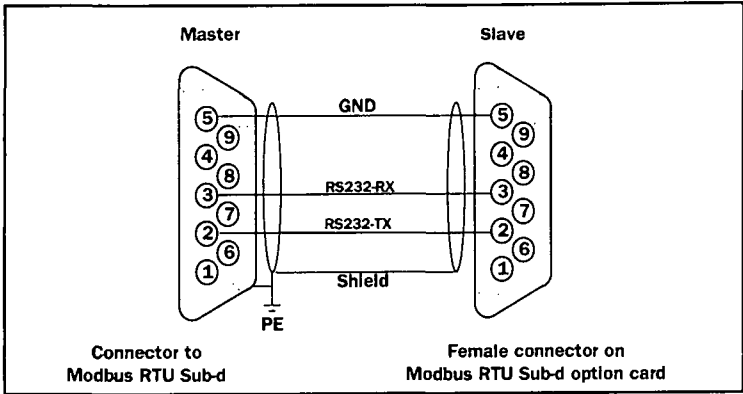 Master
Slave
GND
5
5
9
9
4
4
8
8
RS232-RX
3
3
7
7
RS232-TX
2
2
6
6
1
1
Shield
PE
Connector to
Modbus RTU Sub-d
Female connector on
Modbus RTU Sub-d option card